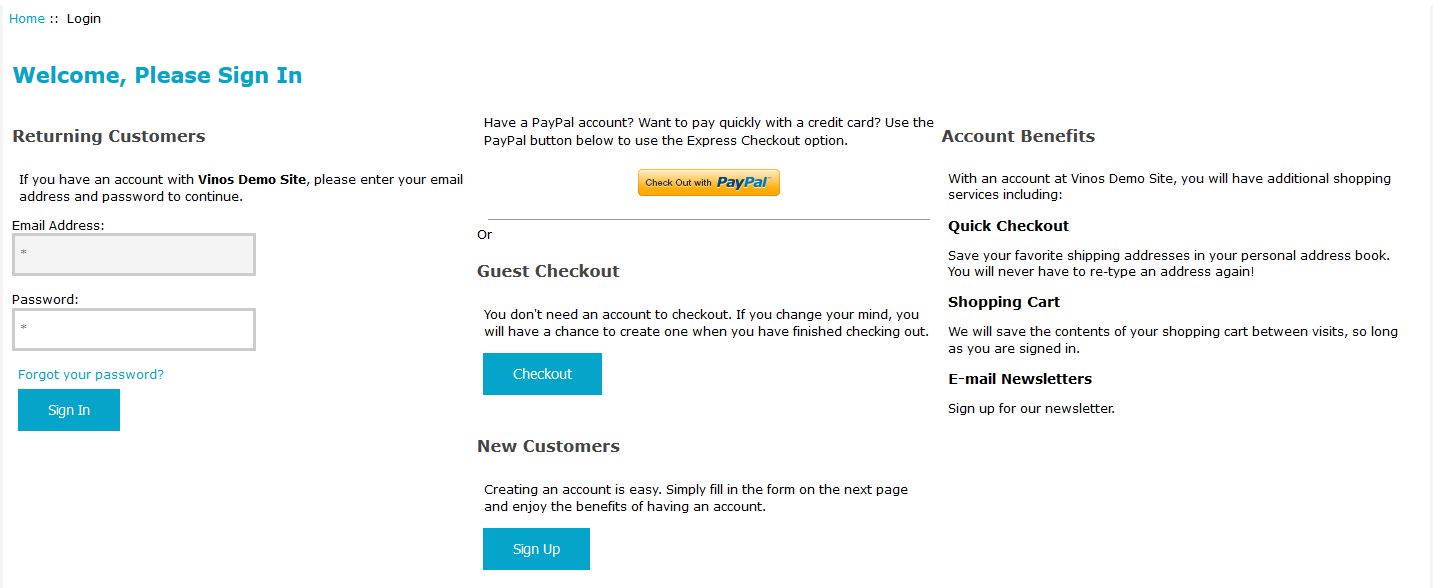 Home :: Login
Welcome, Please Sign In
Returning Customers
If you have an account with Vinos Demo Site, please enter your email
address and password to continue.
Email Address:
*
Password:
*
Forgot your password?
Sign In
Have a PayPal account? Want to pay quickly with a credit card? Use the
PayPal button below to use the Express Checkout option.
Check Out with PayPal
Or
Guest Checkout
You don't need an account to checkout. If you change your mind, you
will have a chance to create one when you have finished checking out.
Checkout
New Customers
Creating an account is easy. Simply fill in the form on the next page
and enjoy the benefits of having an account.
Sign Up
Account Benefits
With an account at Vinos Demo Site, you will have additional shopping
services including:
Quick Checkout
Save your favorite shipping addresses in your personal address book.
You will never have to re-type an address again!
Shopping Cart
We will save the contents of your shopping cart between visits, so long
as you are signed in.
E-mail Newsletters
Sign up for our newsletter.